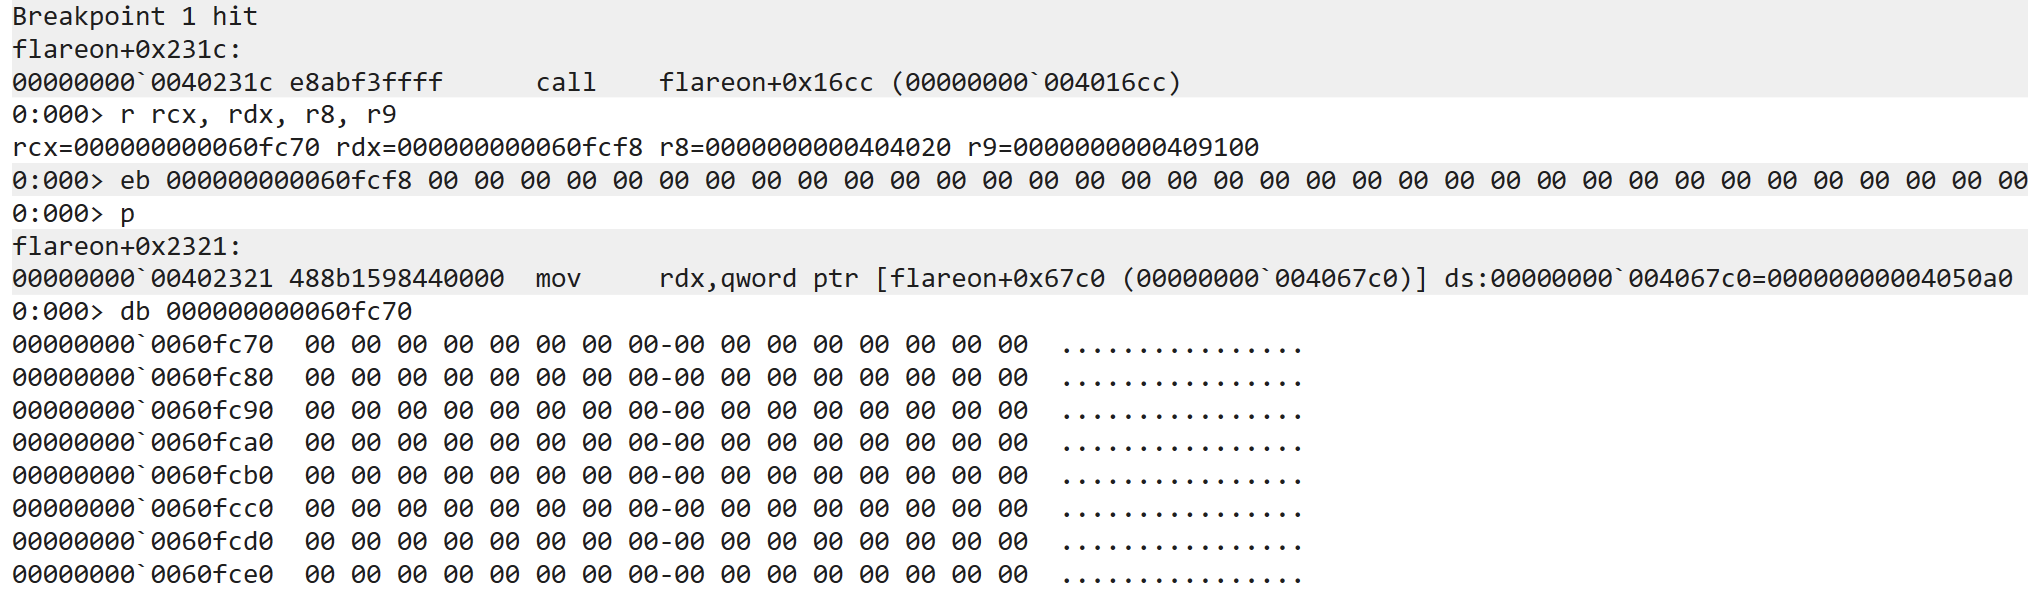 Breakpoint 1 hit
flareon+0x231c:
00000000`0040231c e8abf3ffff      call    flareon+0x16cc (00000000`004016cc)
0:000> r rcx, rdx, r8, r9
rcx=000000000060fc70 rdx=000000000060fcf8 r8=0000000000404020 r9=0000000000409100
0:000> eb 000000000060fcf8 00 00 00 00 00 00 00 00 00 00 00 00 00 00 00 00 00 00 00 00 00 00 00 00 00 00 00 00 00 00 00 00 00 00 00
0:000> p
flareon+0x2321:
00000000`00402321 488b1598440000  mov     rdx,qword ptr [flareon+0x67c0 (00000000`004067c0)] ds:00000000`004067c0=00000000004050a0
0:000> db 000000000060fc70
00000000`0060fc70  00 00 00 00 00 00 00 00-00 00 00 00 00 00 00 00  ................
00000000`0060fc80  00 00 00 00 00 00 00 00-00 00 00 00 00 00 00 00  ................
00000000`0060fc90  00 00 00 00 00 00 00 00-00 00 00 00 00 00 00 00  ................
00000000`0060fca0  00 00 00 00 00 00 00 00-00 00 00 00 00 00 00 00  ................
00000000`0060fcb0  00 00 00 00 00 00 00 00-00 00 00 00 00 00 00 00  ................
00000000`0060fcc0  00 00 00 00 00 00 00 00-00 00 00 00 00 00 00 00  ................
00000000`0060fcd0  00 00 00 00 00 00 00 00-00 00 00 00 00 00 00 00  ................
00000000`0060fce0  00 00 00 00 00 00 00 00-00 00 00 00 00 00 00 00  ................